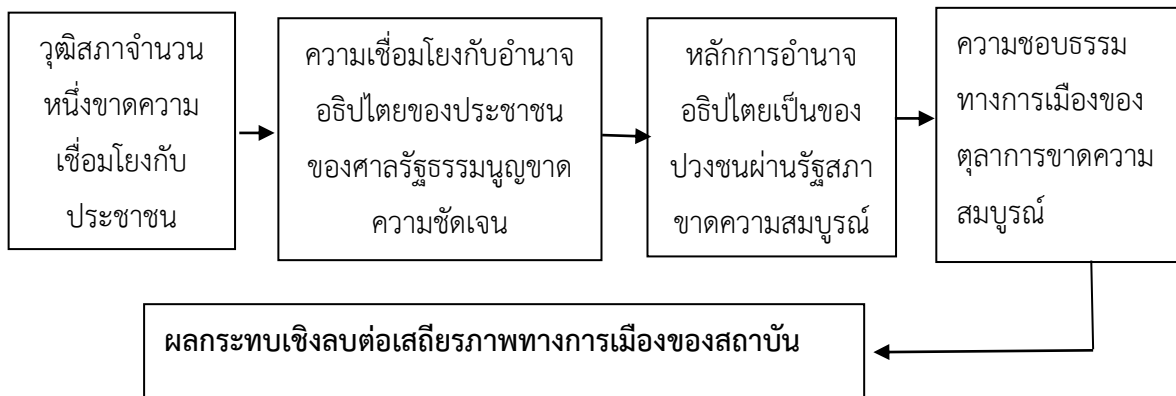 วุฒิสภาจำนวน
หนึ่งขาดความ
เชื่อมโยงกับ
ประชาชน
ความเชื่อมโยงกับอำนาจ
อธิปไตยของประชาชน
ของศาลรัฐธรรมนูญขาด
ความชัดเจน
หลักการอำนาจ
อธิปไตยเป็นของ
ปวงชนผ่านรัฐสภา
ขาดความสมบูรณ์
ความชอบธรรม
ทางการเมืองของ
ตุลาการขาดความ
สมบูรณ์
ผลกระทบเชิงลบต่อเสถียรภาพทางการเมืองของสถาบัน